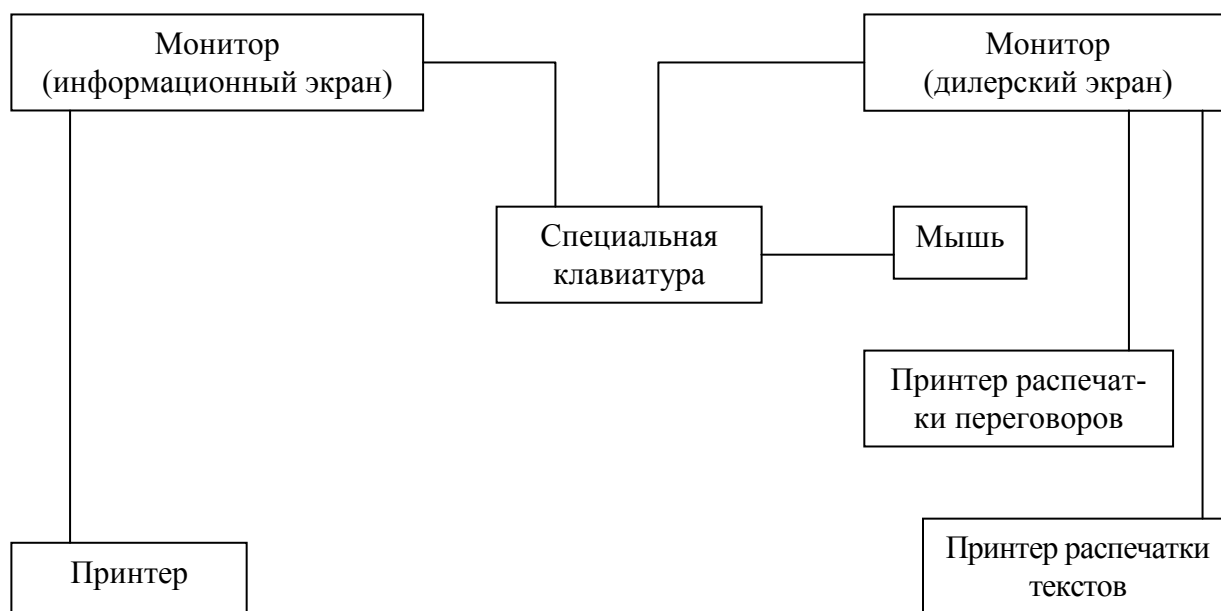 Монитор
(информационный экран)
Монитор
(дилерский экран)
Специальная
клавиатура
Мышь
Принтер распечат-
ки переговоров
Принтер
Принтер распечатки
текстов